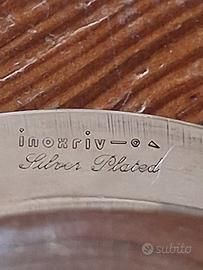 inoxriv
Silver Plated
subito